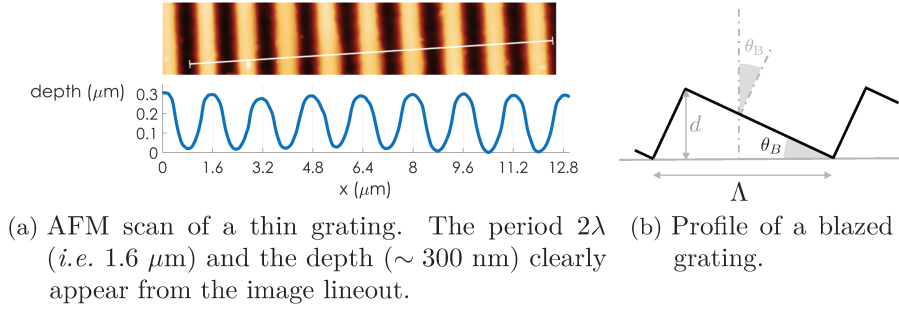 depth (μm)
0.3
0.2
0.1
0
0 1.6 3.2 4.8 6.4 8 9.6 11.2 12.8
x (μm)
θB
d
θB
Λ
(a) AFM scan of a thin grating. The period 2λ
(i.e. 1.6 μm) and the depth (∼ 300 nm) clearly
appear from the image lineout.
(b) Profile of a blazed
grating.